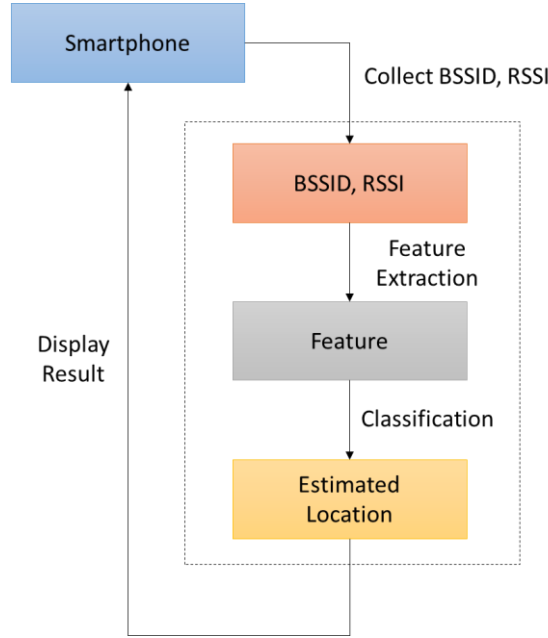 Smartphone
Collect BSSID, RSSI
BSSID, RSSI
Feature
Extraction
Feature
Display
Result
Classification
Estimated
Location